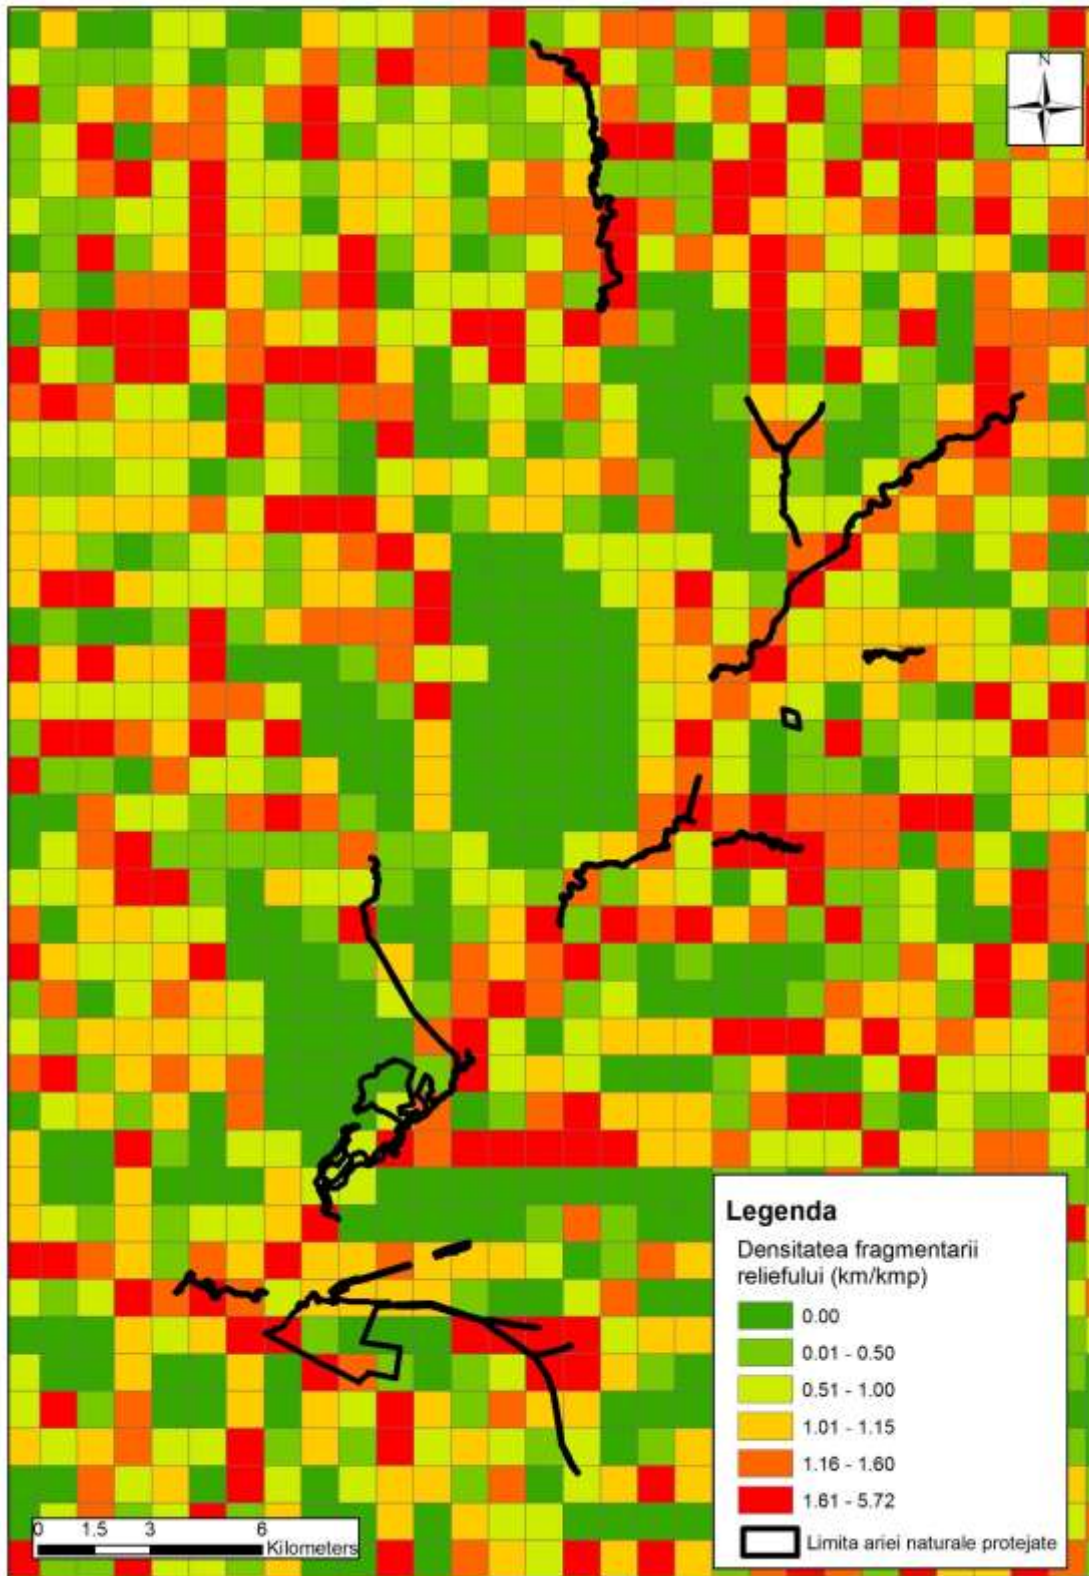 N
Legenda
Densitatea fragmentarii
reliefului (km/kmp)
0.00
0.01 - 0.50
0.51 - 1.00
1.01 - 1.15
1.16 - 1.60
1.61 - 5.72
Limita ariei naturale protejate
0 1.5 3 6
Kilometers